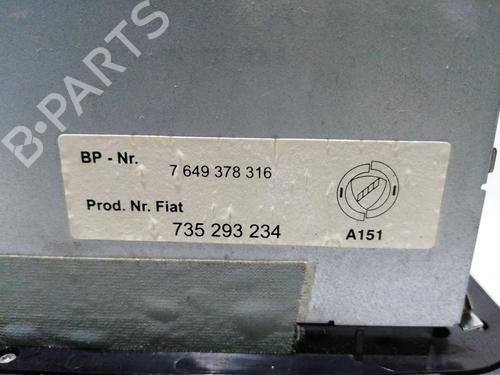 B-PARTS
BP - Nr. 7 649 378 316
Prod. Nr. Fiat
735 293 234
A151